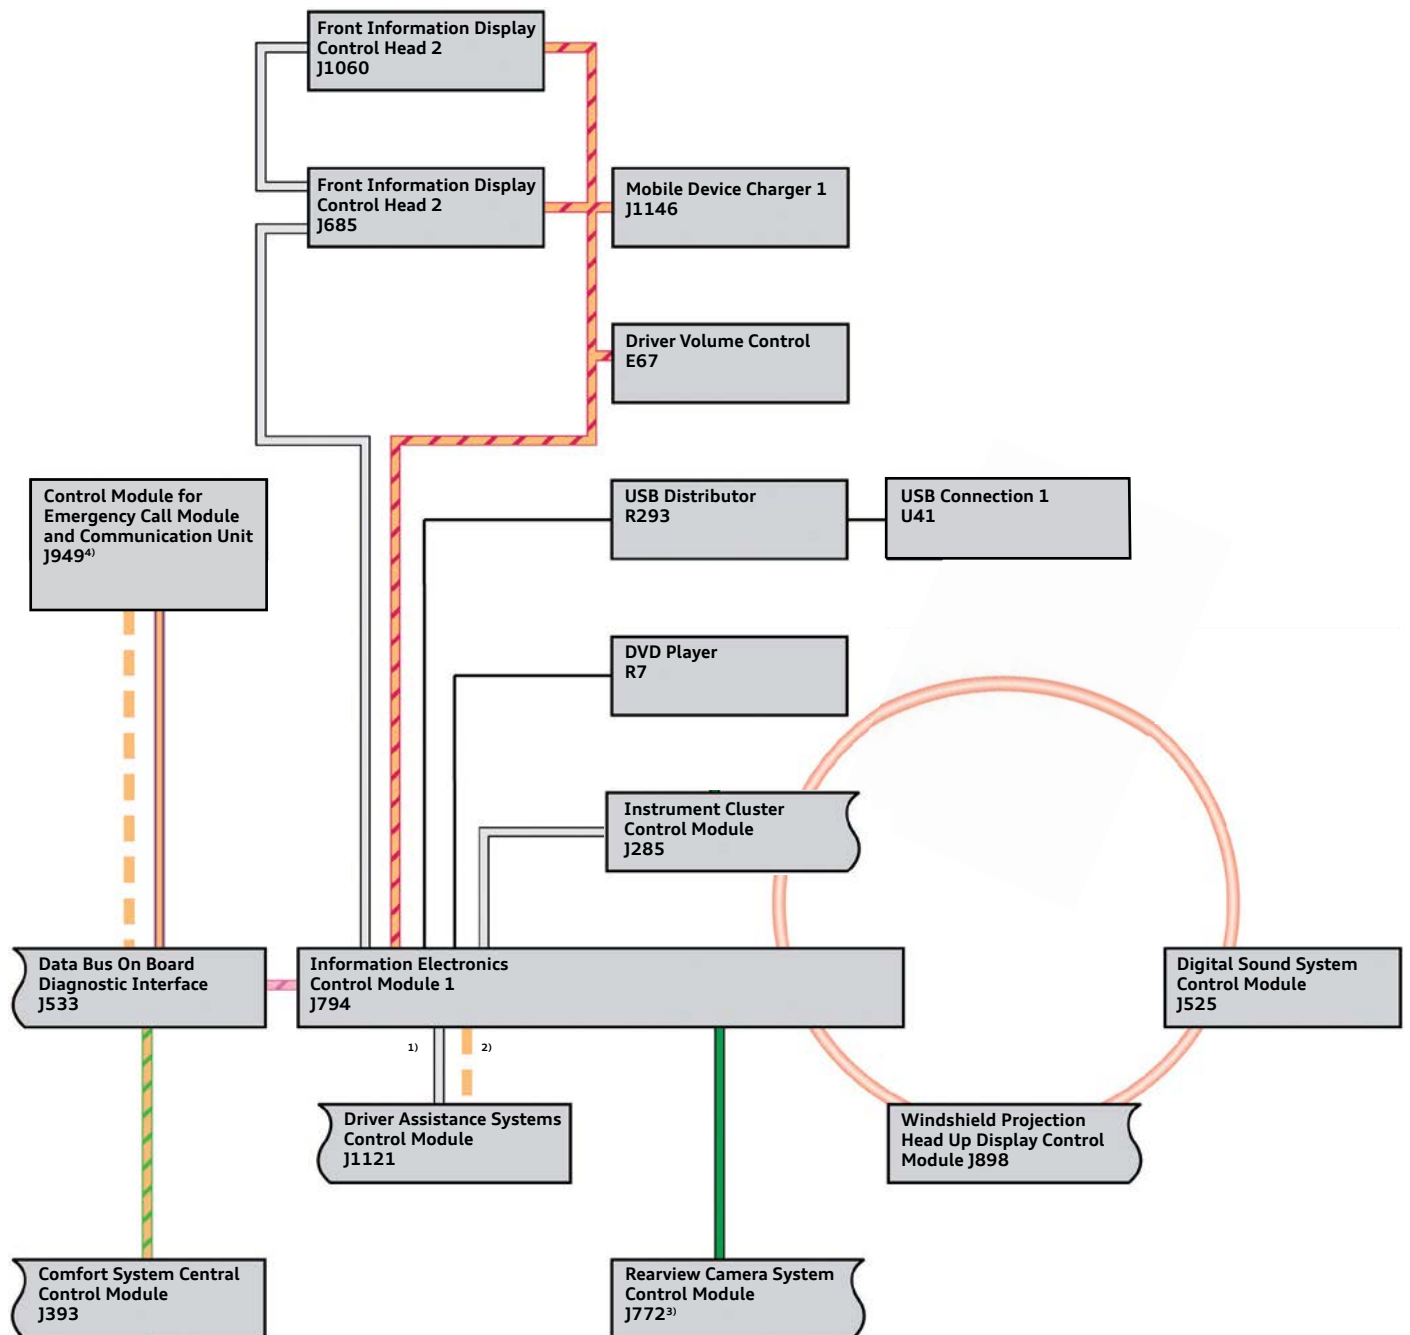 Front Information Display
Control Head 2
J1060
Front Information Display
Control Head 2
J685
Mobile Device Charger 1
J1146
Driver Volume Control
E67
Control Module for
Emergency Call Module
and Communication Unit
J949⁴⁾
USB Distributor
R293
USB Connection 1
U41
DVD Player
R7
Instrument Cluster
Control Module
J285
Data Bus On Board
Diagnostic Interface
J533
Information Electronics
Control Module 1
J794
Digital Sound System
Control Module
J525
1)
2)
Driver Assistance Systems
Control Module
J1121
Windshield Projection
Head Up Display Control
Module J898
Comfort System Central
Control Module
J393
Rearview Camera System
Control Module
J772³⁾